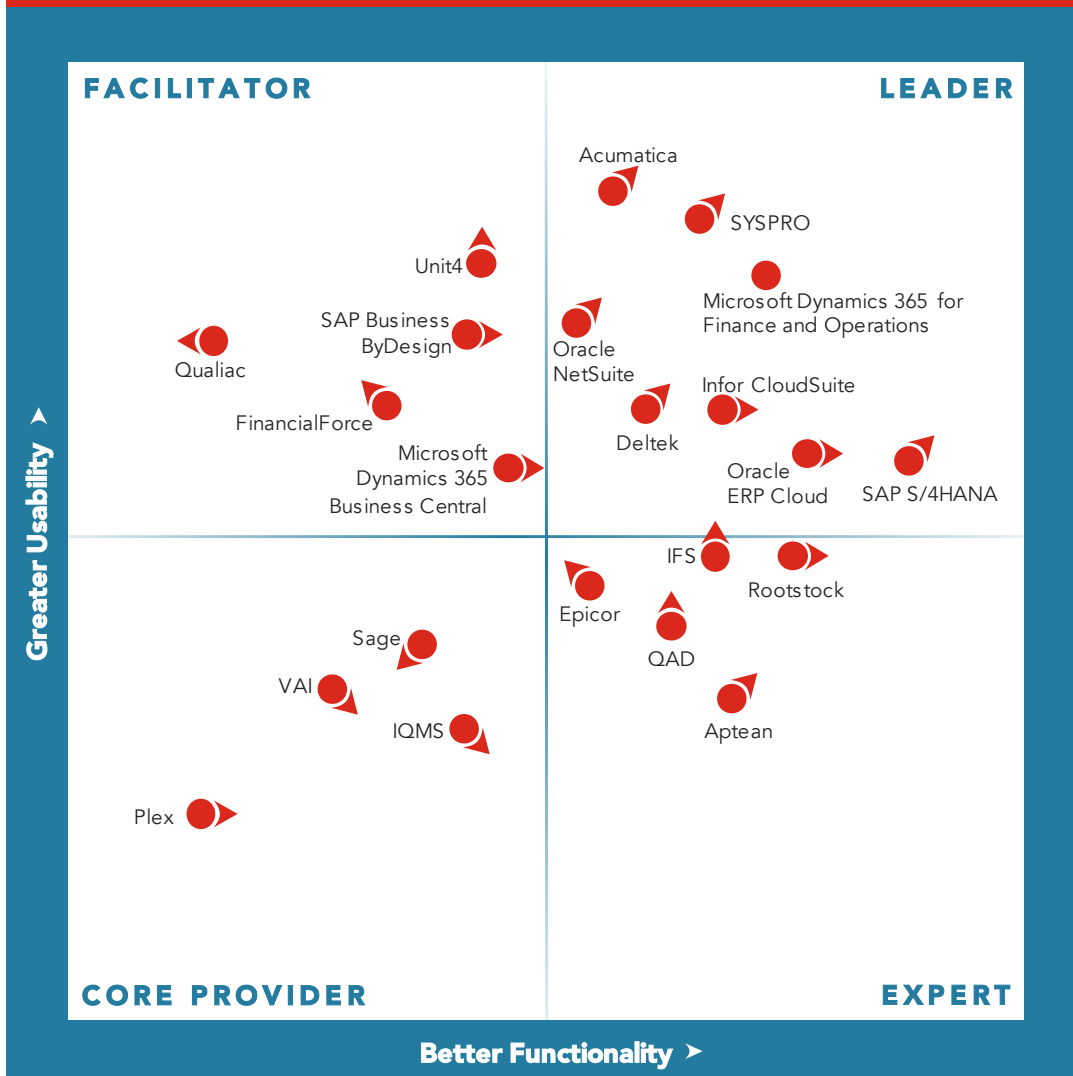 FACILITATOR
LEADER
Acumatica
SYSPRO
Unit4
Microsoft Dynamics 365 for
Finance and Operations
SAP Business
ByDesign
Oracle
NetSuite
Qualiac
Infor CloudSuite
FinancialForce
Deltek
Microsoft
Dynamics 365
Business Central
Oracle
ERP Cloud
SAP S/4HANA
Greater Usability
IFS
Rootstock
Epicor
Sage
QAD
VAI
IQMS
Aptean
Plex
CORE PROVIDER
EXPERT
Better Functionality